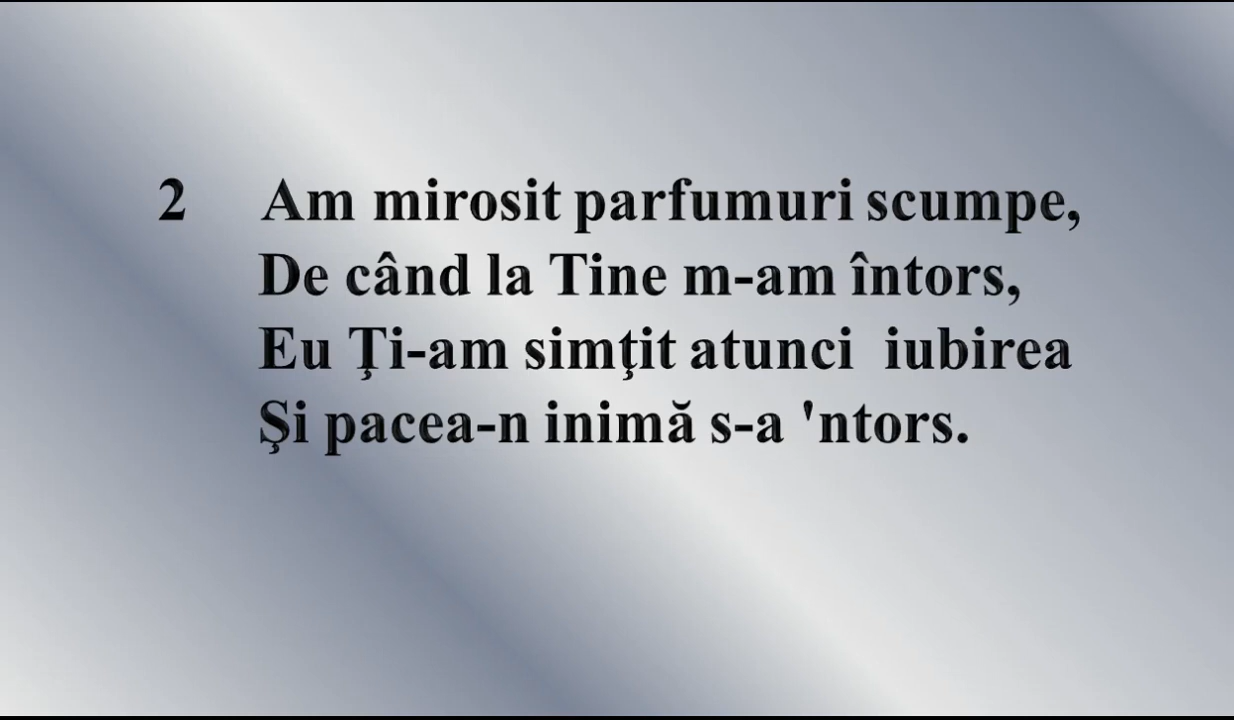 2 Am mirosit parfumuri scumpe,
De când la Tine m-am întors,
Eu Ţi-am simţit atunci iubirea
Şi pacea-n inimă s-a 'ntors.